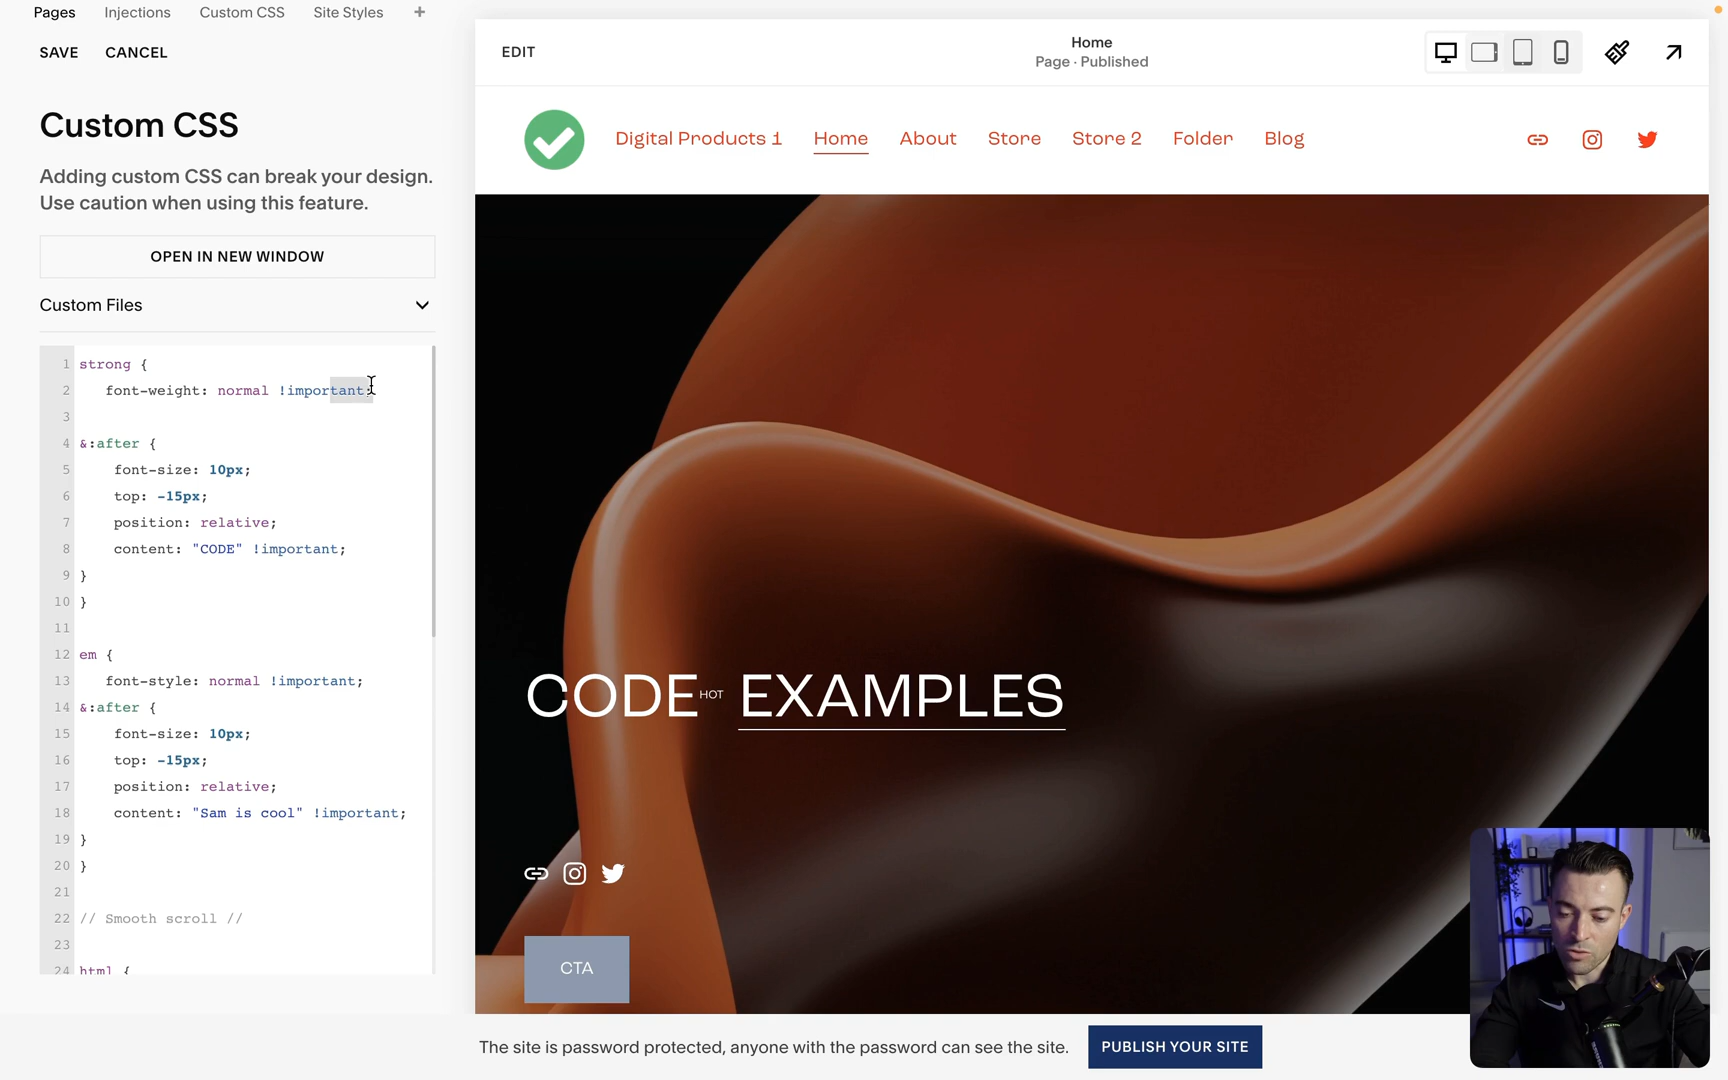 Pages Injections Custom CSS Site Styles +
SAVE CANCEL
Custom CSS
Adding custom CSS can break your design.
Use caution when using this feature.
OPEN IN NEW WINDOW
Custom Files
1 strong {
2 font-weight: normal !important;
3
4 &:after {
5 font-size: 10px;
6 top: -15px;
7 position: relative;
8 content: "CODE" !important;
9 }
10 }
11
12 em {
13 font-style: normal !important;
14 &:after {
15 font-size: 10px;
16 top: -15px;
17 position: relative;
18 content: "Sam is cool" !important;
19 }
20 }
21
22 // Smooth scroll //
23
24 html {
EDIT
Home
Page · Published
Digital Products 1 Home About Store Store 2 Folder Blog
CODE HOT EXAMPLES
CTA
The site is password protected, anyone with the password can see the site.
PUBLISH YOUR SITE